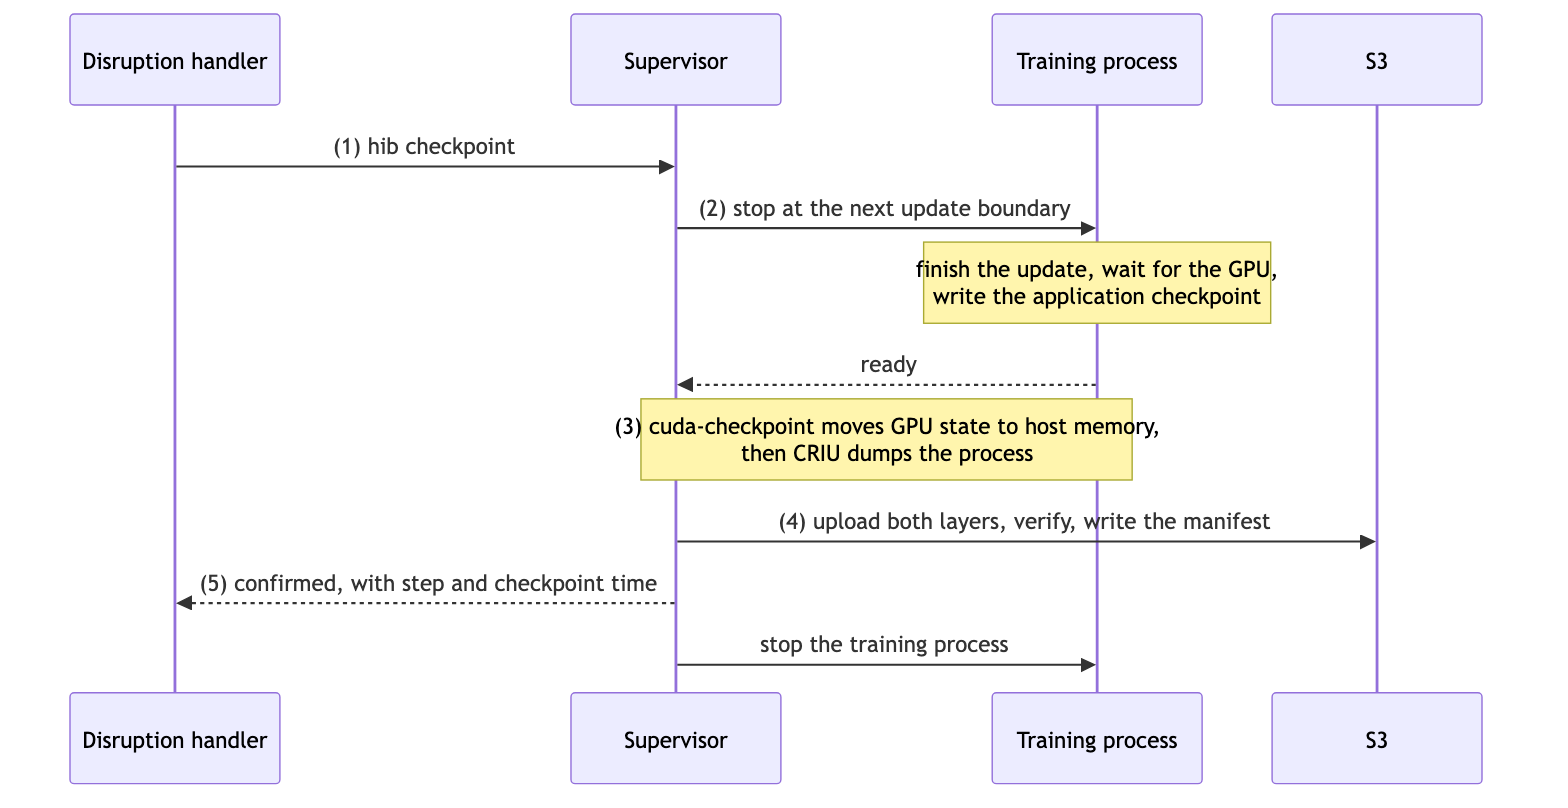 Disruption handler
Supervisor
Training process
S3
(1) hib checkpoint
(2) stop at the next update boundary
finish the update, wait for the GPU,
write the application checkpoint
ready
(3) cuda-checkpoint moves GPU state to host memory,
then CRIU dumps the process
(4) upload both layers, verify, write the manifest
(5) confirmed, with step and checkpoint time
stop the training process
Disruption handler
Supervisor
Training process
S3